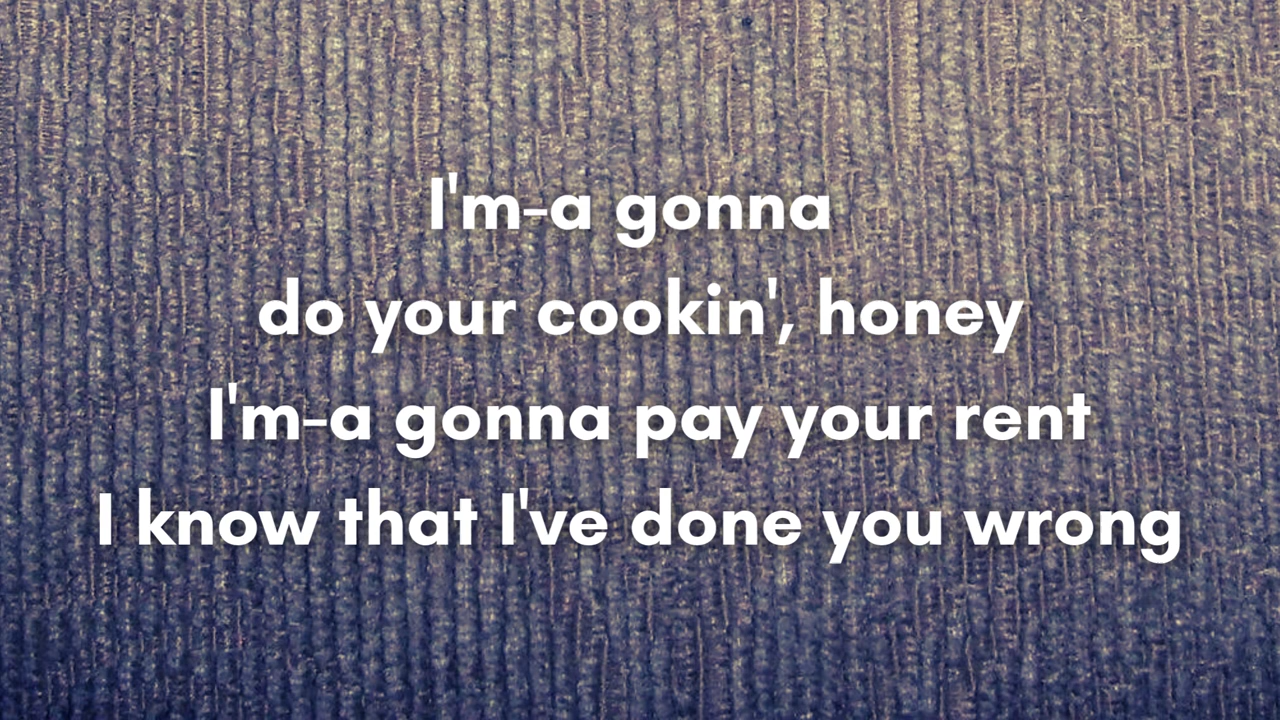 I'm-a gonna
do your cookin', honey
I'm-a gonna pay your rent
I know that I've done you wrong